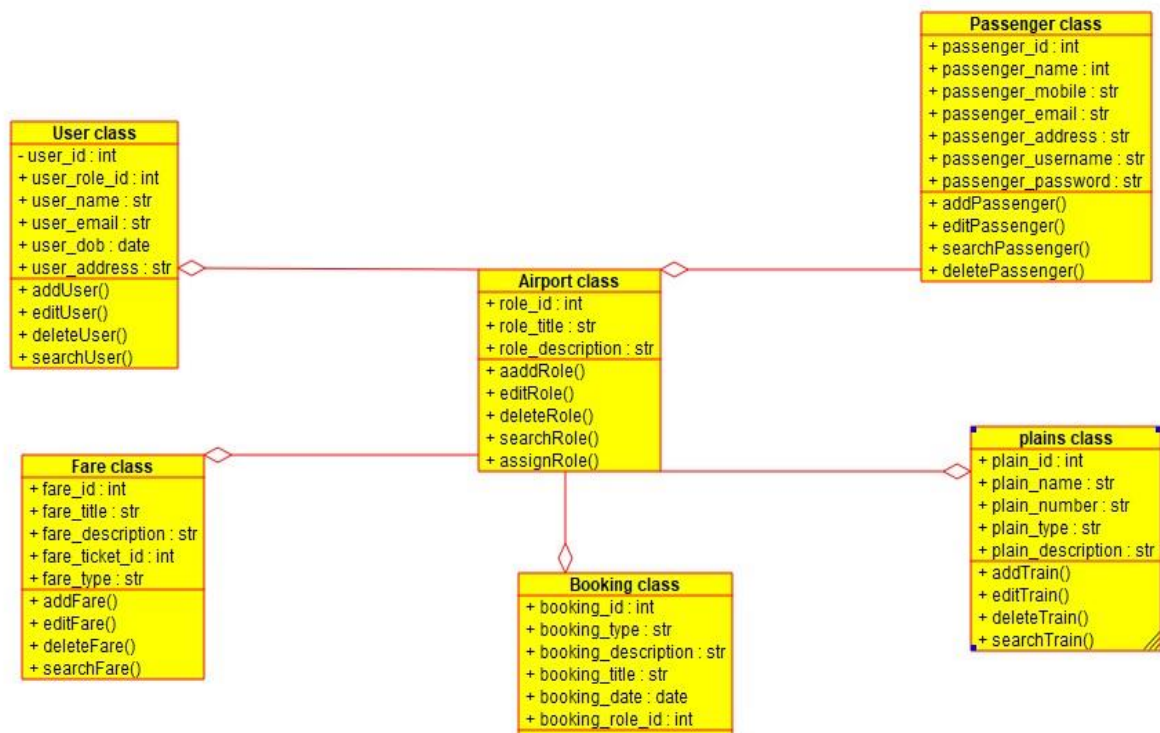 Passenger class
+ passenger_id : int
+ passenger_name : int
+ passenger_mobile : str
+ passenger_email : str
+ passenger_address : str
+ passenger_username : str
+ passenger_password : str
+ addPassenger()
+ editPassenger()
+ searchPassenger()
+ deletePassenger()
User class
- user_id : int
+ user_role_id : int
+ user_name : str
+ user_email : str
+ user_dob : date
+ user_address : str
+ addUser()
+ editUser()
+ deleteUser()
+ searchUser()
Airport class
+ role_id : int
+ role_title : str
+ role_description : str
+ aaddRole()
+ editRole()
+ deleteRole()
+ searchRole()
+ assignRole()
Fare class
+ fare_id : int
+ fare_title : str
+ fare_description : str
+ fare_ticket_id : int
+ fare_type : str
+ addFare()
+ editFare()
+ deleteFare()
+ searchFare()
plains class
+ plain_id : int
+ plain_name : str
+ plain_number : str
+ plain_type : str
+ plain_description : str
+ addTrain()
+ editTrain()
+ deleteTrain()
+ searchTrain()
Booking class
+ booking_id : int
+ booking_type : str
+ booking_description : str
+ booking_title : str
+ booking_date : date
+ booking_role_id : int